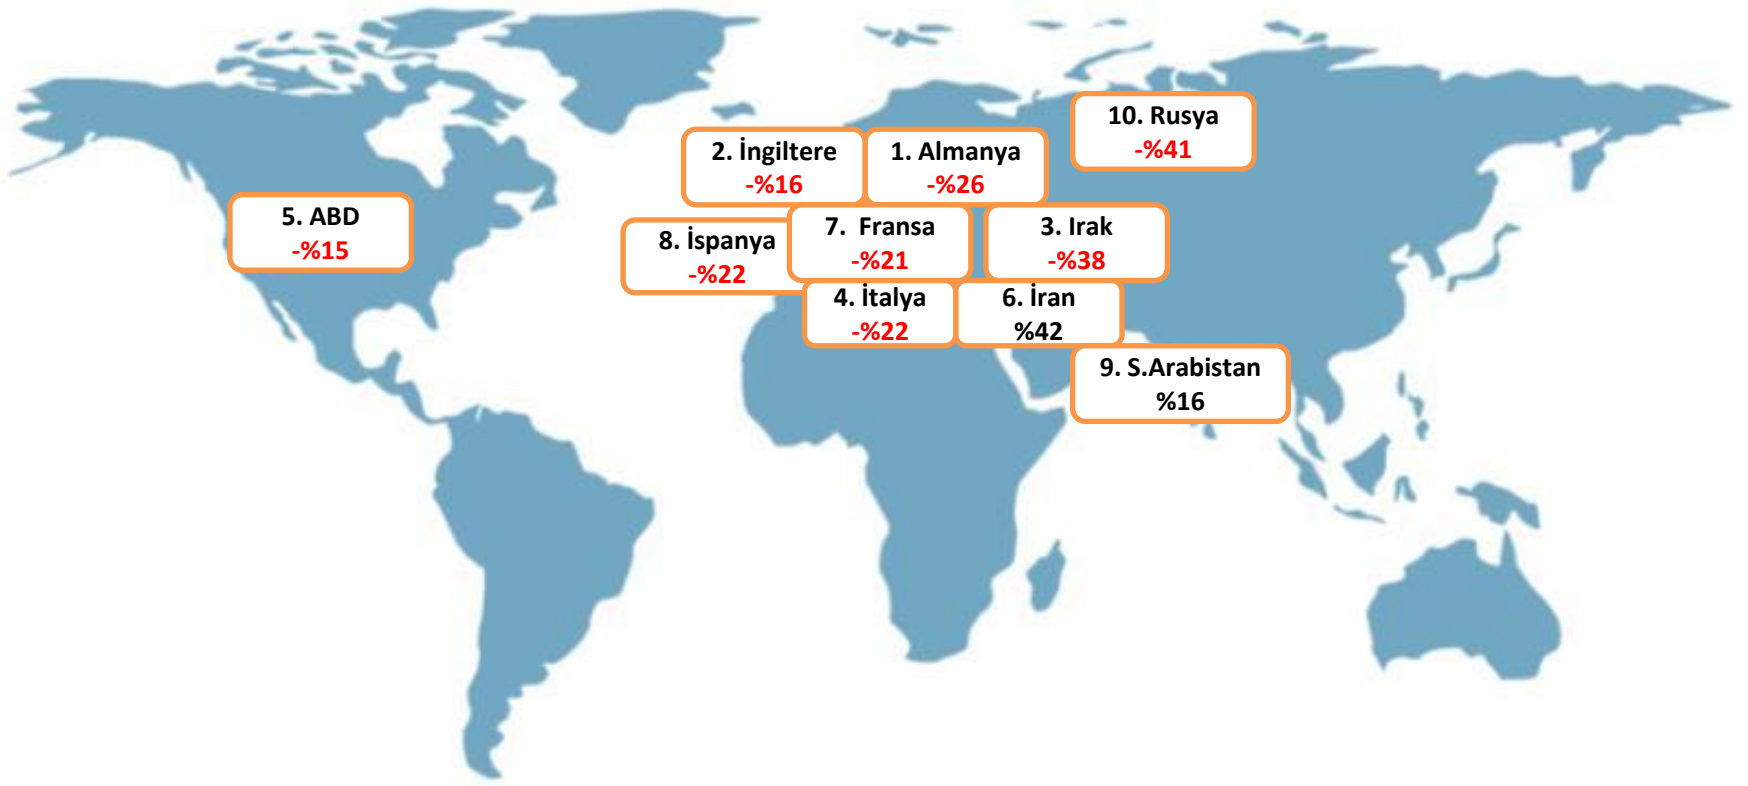 10. Rusya
-%41
2. İngiltere
-%16
1. Almanya
-%26
5. ABD
-%15
8. İspanya
-%22
7. Fransa
-%21
3. Irak
-%38
4. İtalya
-%22
6. İran
%42
9. S.Arabistan
%16